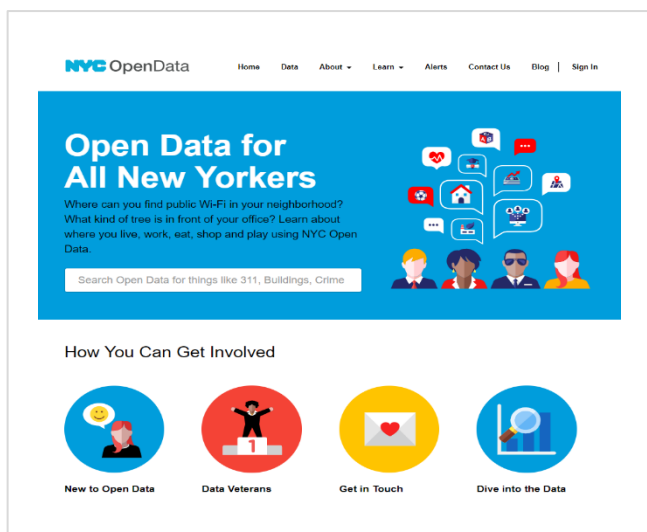 NYC OpenData
Home Data About Learn Alerts Contact Us Blog | Sign In
Open Data for
All New Yorkers
Where can you find public Wi-Fi in your neighborhood?
What kind of tree is in front of your office? Learn about
where you live, work, eat, shop and play using NYC Open
Data.
Search Open Data for things like 311, Buildings, Crime
How You Can Get Involved
1
New to Open Data Data Veterans Get in Touch Dive into the Data